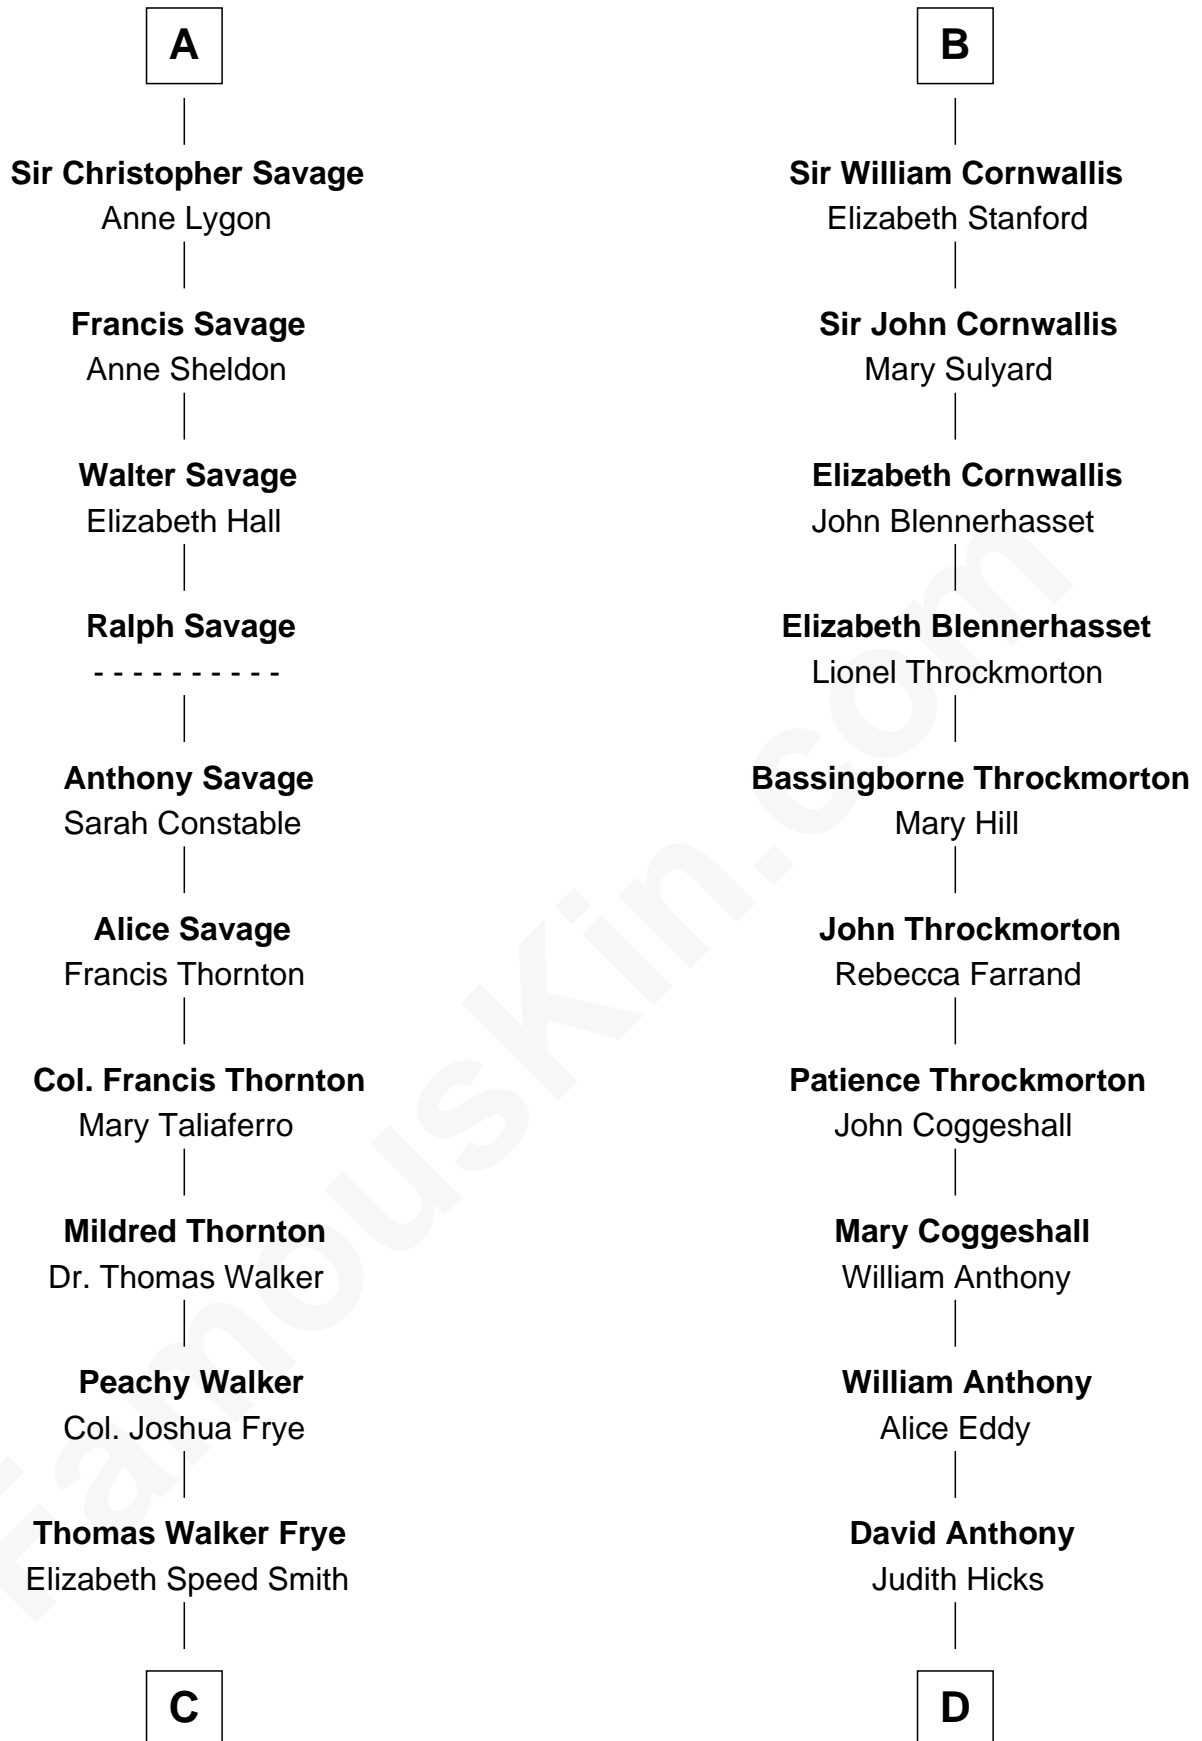 A
Sir Christopher Savage
Anne Lygon
Francis Savage
Anne Sheldon
Walter Savage
Elizabeth Hall
Ralph Savage
- - - - - - - - - -
Anthony Savage
Sarah Constable
Alice Savage
Francis Thornton
Col. Francis Thornton
Mary Taliaferro
Mildred Thornton
Dr. Thomas Walker
Peachy Walker
Col. Joshua Frye
Thomas Walker Frye
Elizabeth Speed Smith
C
B
Sir William Cornwallis
Elizabeth Stanford
Sir John Cornwallis
Mary Sulyard
Elizabeth Cornwallis
John Blennerhasset
Elizabeth Blennerhasset
Lionel Throckmorton
Bassingborne Throckmorton
Mary Hill
John Throckmorton
Rebecca Farrand
Patience Throckmorton
John Coggeshall
Mary Coggeshall
William Anthony
William Anthony
Alice Eddy
David Anthony
Judith Hicks
D
FamousKin.com